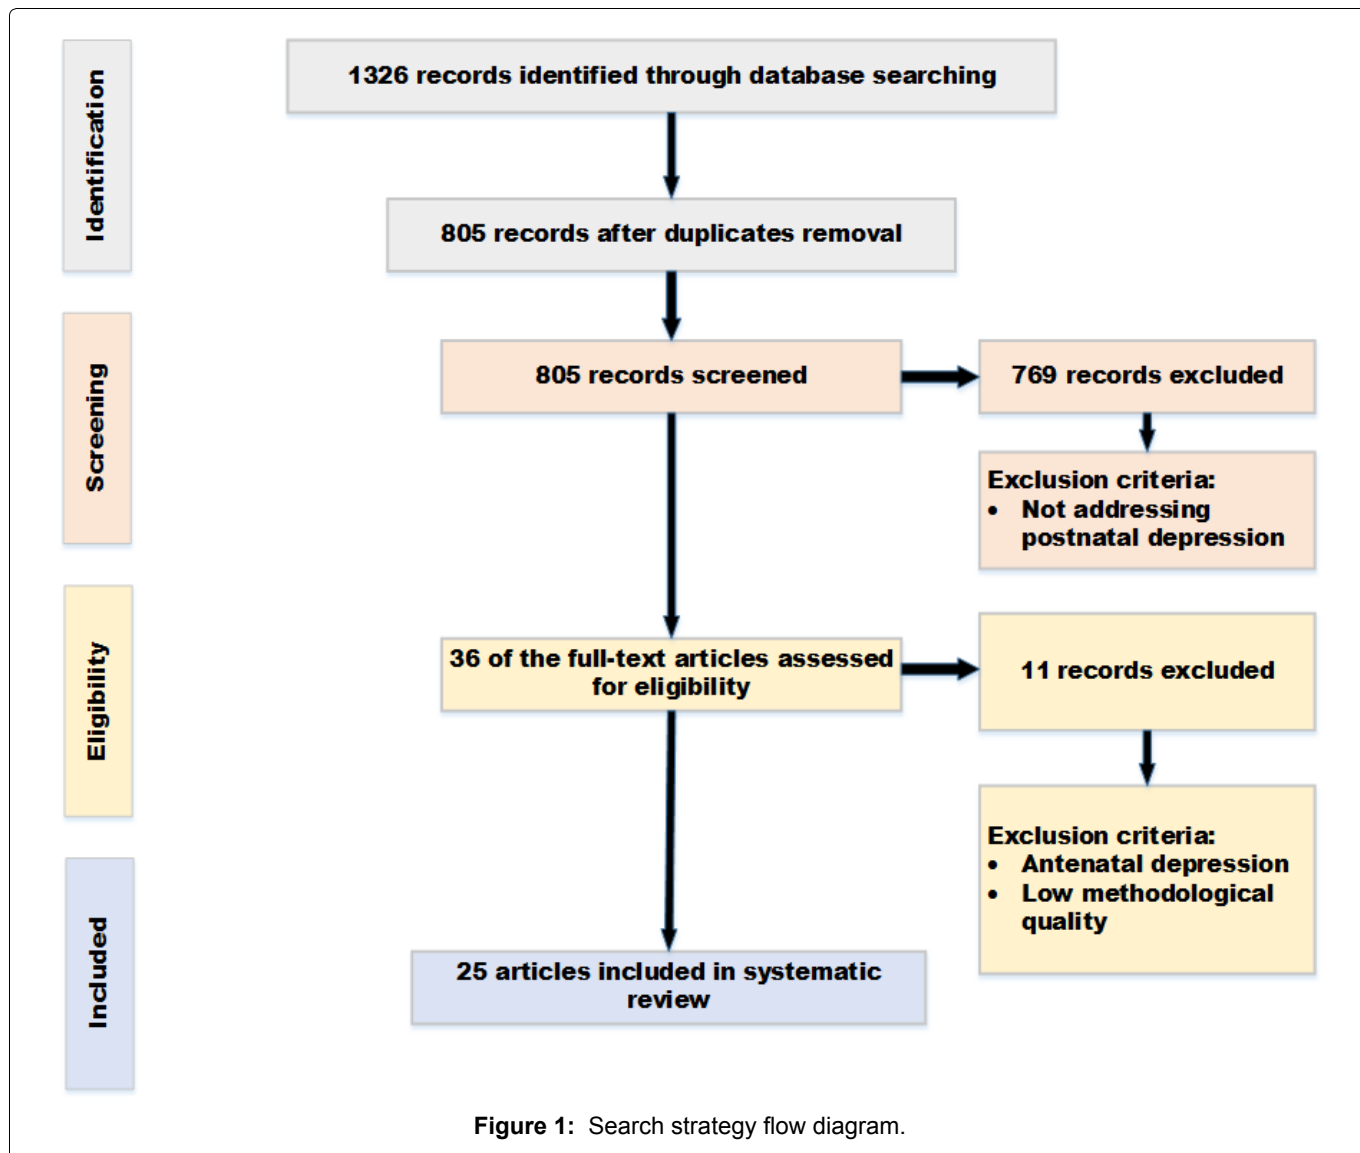 Identification
1326 records identified through database searching
805 records after duplicates removal
Screening
805 records screened
769 records excluded
Exclusion criteria:
• Not addressing
postnatal depression
Eligibility
36 of the full-text articles assessed
for eligibility
11 records excluded
Exclusion criteria:
• Antenatal depression
• Low methodological
quality
Included
25 articles included in systematic
review
Figure 1: Search strategy flow diagram.